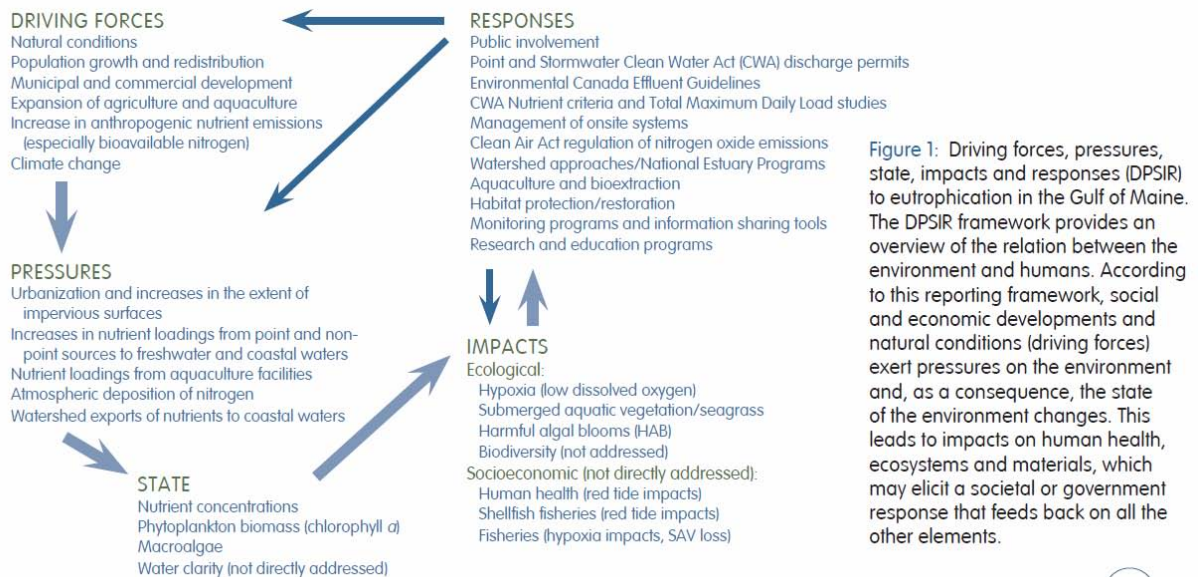 DRIVING FORCES
Natural conditions
Population growth and redistribution
Municipal and commercial development
Expansion of agriculture and aquaculture
Increase in anthropogenic nutrient emissions
(especially bioavailable nitrogen)
Climate change
RESPONSES
Public involvement
Point and Stormwater Clean Water Act (CWA) discharge permits
Environmental Canada Effluent Guidelines
CWA Nutrient criteria and Total Maximum Daily Load studies
Management of onsite systems
Clean Air Act regulation of nitrogen oxide emissions
Watershed approaches/National Estuary Programs
Aquaculture and bioextraction
Habitat protection/restoration
Monitoring programs and information sharing tools
Research and education programs
PRESSURES
Urbanization and increases in the extent of
impervious surfaces
Increases in nutrient loadings from point and non-
point sources to freshwater and coastal waters
Nutrient loadings from aquaculture facilities
Atmospheric deposition of nitrogen
Watershed exports of nutrients to coastal waters
STATE
Nutrient concentrations
Phytoplankton biomass (chlorophyll a)
Macroalgae
Water clarity (not directly addressed)
IMPACTS
Ecological:
Hypoxia (low dissolved oxygen)
Submerged aquatic vegetation/seagrass
Harmful algal blooms (HAB)
Biodiversity (not addressed)
Socioeconomic (not directly addressed):
Human health (red tide impacts)
Shellfish fisheries (red tide impacts)
Fisheries (hypoxia impacts, SAV loss)
Figure 1: Driving forces, pressures,
state, impacts and responses (DPSIR)
to eutrophication in the Gulf of Maine.
The DPSIR framework provides an
overview of the relation between the
environment and humans. According
to this reporting framework, social
and economic developments and
natural conditions (driving forces)
exert pressures on the environment
and, as a consequence, the state
of the environment changes. This
leads to impacts on human health,
ecosystems and materials, which
may elicit a societal or government
response that feeds back on all the
other elements.